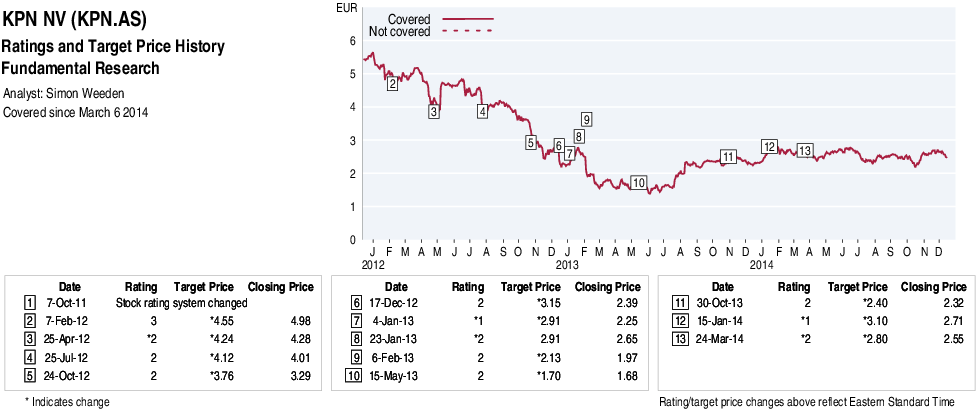 KPN NV (KPN.AS)
Ratings and Target Price History
Fundamental Research
Analyst: Simon Weeden
Covered since March 6 2014
EUR
Covered
Not covered
6
5
4
3
2
1
0
2
3
4
5
6
7
8
9
10
11
12
13
J F M A M J J A S O N D J F M A M J J A S O N D J F M A M J J A S O N D
2012 2013 2014
Date Rating Target Price Closing Price
1 7-Oct-11 Stock rating system changed
2 7-Feb-12 3 *4.55 4.98
3 25-Apr-12 *2 *4.24 4.28
4 25-Jul-12 2 *4.12 4.01
5 24-Oct-12 2 *3.76 3.29
Date Rating Target Price Closing Price
6 17-Dec-12 2 *3.15 2.39
7 4-Jan-13 *1 *2.91 2.25
8 23-Jan-13 *2 2.91 2.65
9 6-Feb-13 2 *2.13 1.97
10 15-May-13 2 *1.70 1.68
Date Rating Target Price Closing Price
11 30-Oct-13 2 *2.40 2.32
12 15-Jan-14 *1 *3.10 2.71
13 24-Mar-14 *2 *2.80 2.55
* Indicates change
Rating/target price changes above reflect Eastern Standard Time